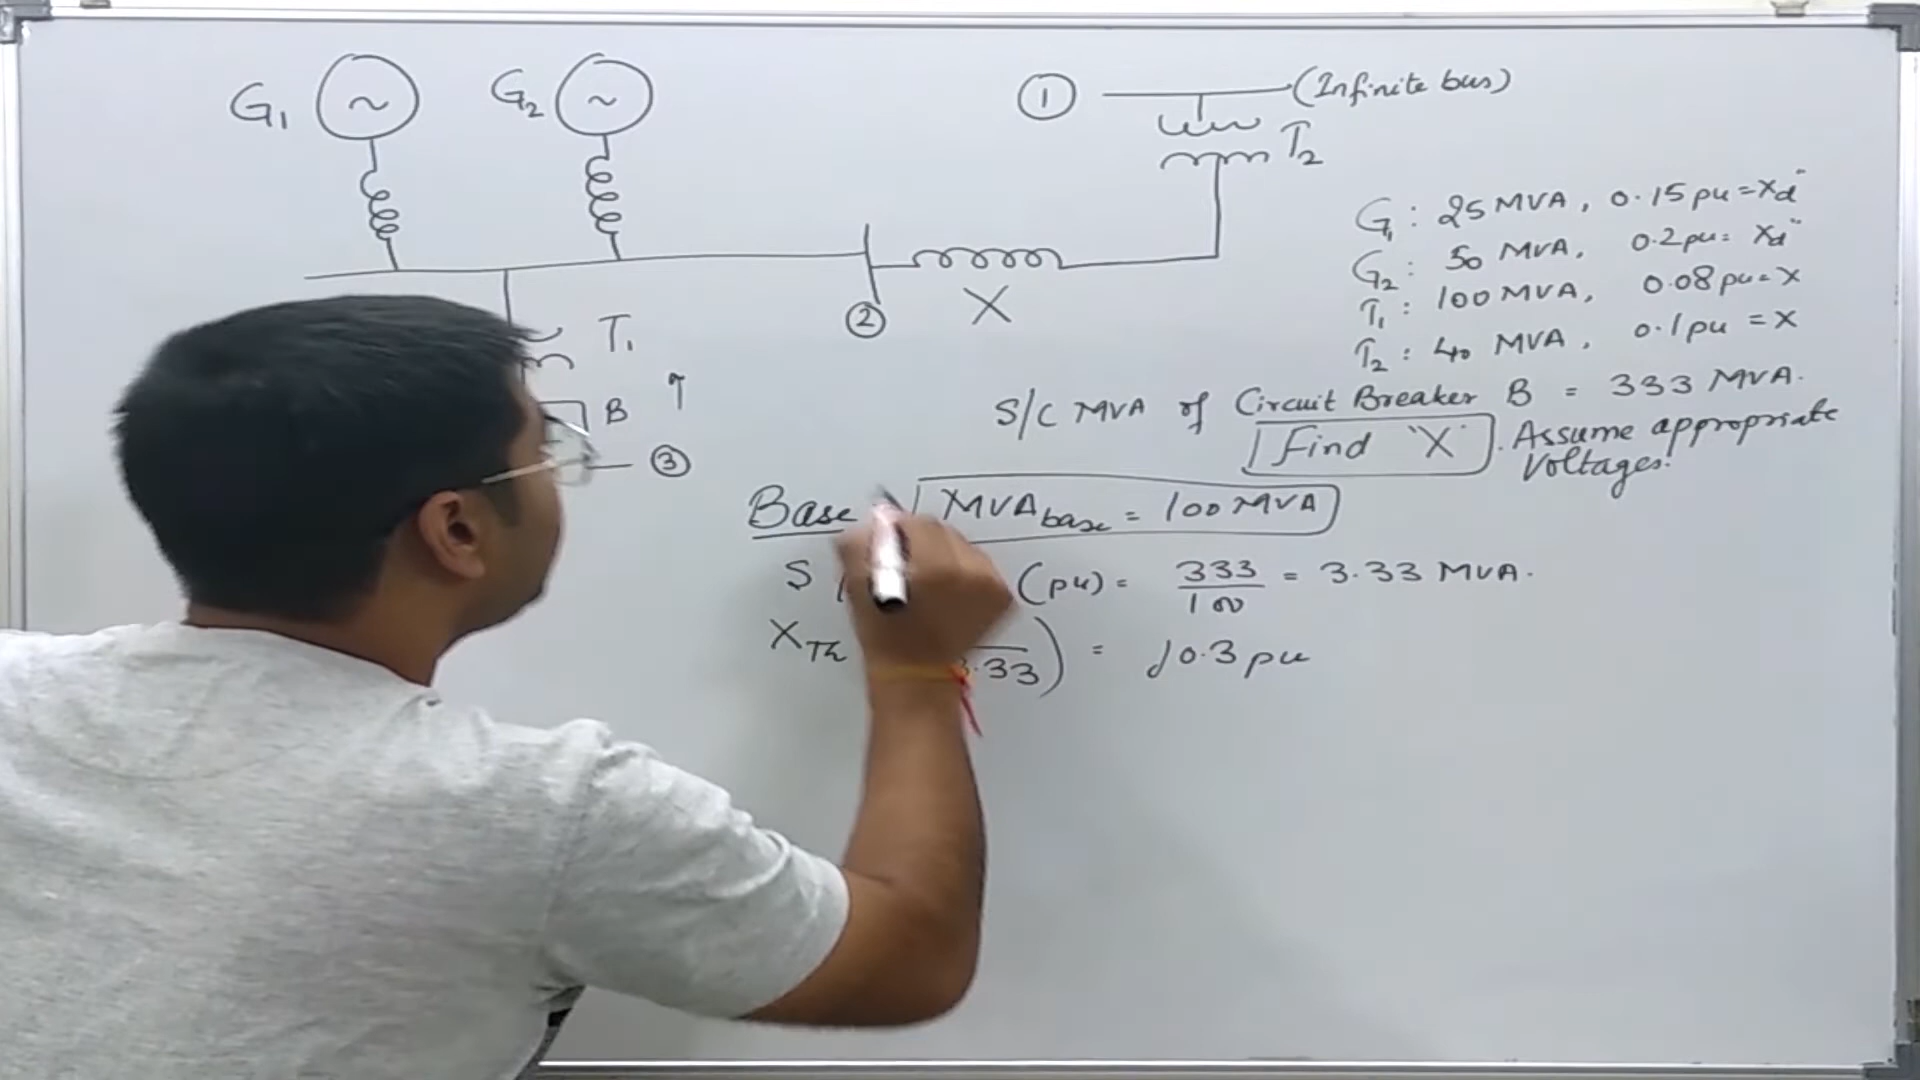 G₁ ~ G₂ ~ ① (Infinite bus)
T₂
G₁ : 25 MVA, 0.15 pu = Xd"
G₂ : 50 MVA, 0.2 pu = Xd"
T₁ : 100 MVA, 0.08 pu = X
T₂ : 40 MVA, 0.1 pu = X
② X
T₁
B ↑
③
S/C MVA of Circuit Breaker B = 333 MVA.
Find "X". Assume appropriate
Voltages.
Base MVAbase = 100 MVA
S (pu) = 333/100 = 3.33 MVA.
XTh 3.33) = j0.3 pu